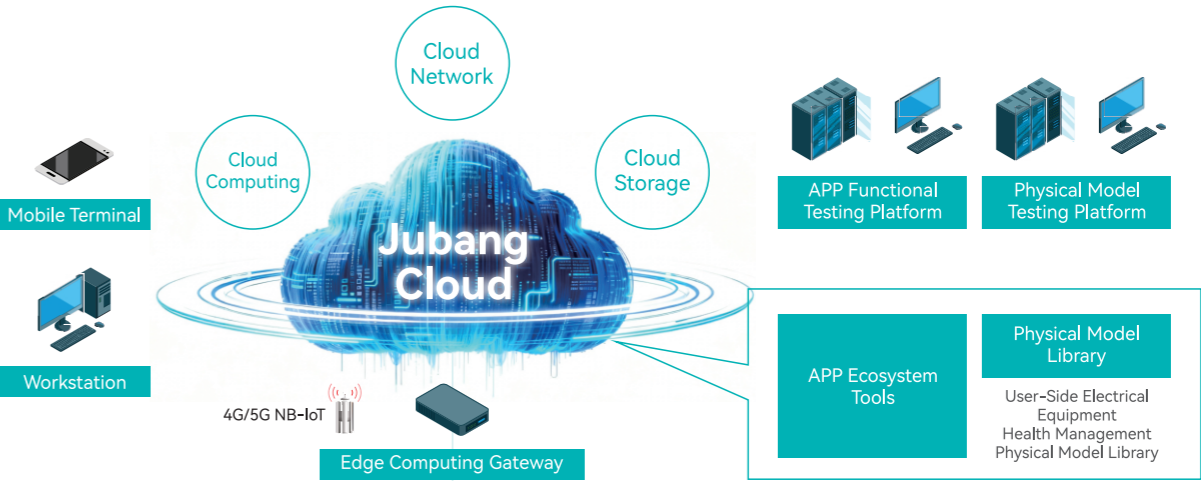 Cloud
Network
Cloud
Computing
Cloud
Storage
Jubang
Cloud
Mobile Terminal
Workstation
4G/5G NB-IoT
Edge Computing Gateway
APP Functional
Testing Platform
Physical Model
Testing Platform
APP Ecosystem
Tools
Physical Model
Library
User-Side Electrical
Equipment
Health Management
Physical Model Library